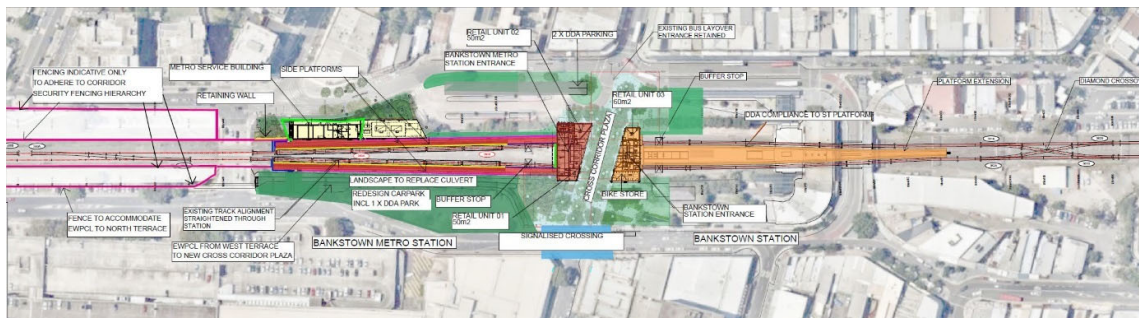 RETAIL UNIT 02
50m2
2 X DDA PARKING
EXISTING BUS LAYOVER
ENTRANCE RETAINED
BANKSTOWN METRO
STATION ENTRANCE
FENCING INDICATIVE ONLY
TO ADHERE TO CORRIDOR
SECURITY FENCING HIERARCHY
METRO SERVICE BUILDING
SIDE PLATFORMS
RETAINING WALL
BUFFER STOP
PLATFORM EXTENSION
DIAMOND CROSSO
RETAIL UNIT 03
60m2
DDA COMPLIANCE TO ST PLATFORM
CROSS CORRIDOR PLAZA
LANDSCAPE TO REPLACE CULVERT
REDESIGN CARPARK
INCL 1 X DDA PARK
BUFFER STOP
BIKE STORE
RETAIL UNIT 01
50m2
BANKSTOWN
STATION ENTRANCE
FENCE TO ACCOMMODATE
EWPCL TO NORTH TERRACE
EXISTING TRACK ALIGNMENT
STRAIGHTENED THROUGH
STATION
EWPCL FROM WEST TERRACE
TO NEW CROSS CORRIDOR PLAZA
BANKSTOWN METRO STATION
SIGNALISED CROSSING
BANKSTOWN STATION